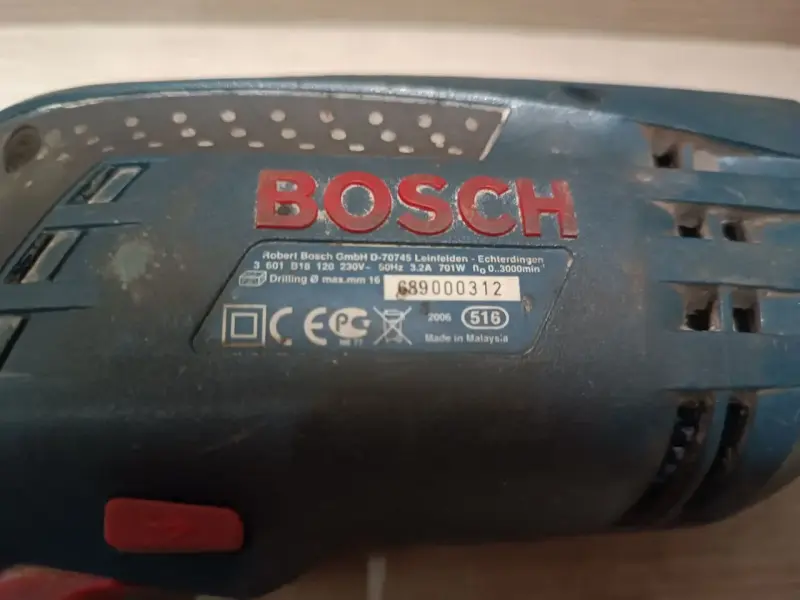 BOSCH
Robert Bosch GmbH D-70745 Leinfelden - Echterdingen
3 601 B18 120 230V~ 50Hz 3.2A 701W n₀ 0..3000min⁻
Drilling Ø max.mm 16 689000312
CE 2006 516
Made in Malaysia